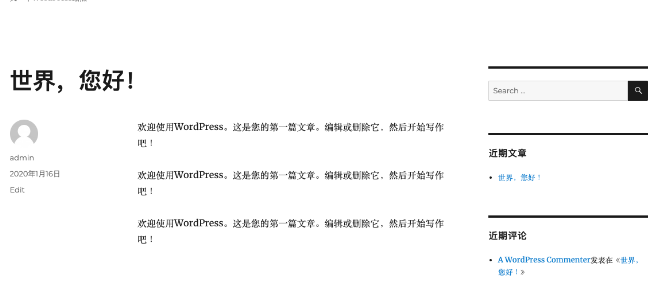 世界，您好！
admin
2020年1月16日
Edit
欢迎使用WordPress。这是您的第一篇文章。编辑或删除它，然后开始写作
吧！
欢迎使用WordPress。这是您的第一篇文章。编辑或删除它，然后开始写作
吧！
欢迎使用WordPress。这是您的第一篇文章。编辑或删除它，然后开始写作
吧！
Search …
近期文章
世界，您好！
近期评论
A WordPress Commenter发表在《世界，
您好！》